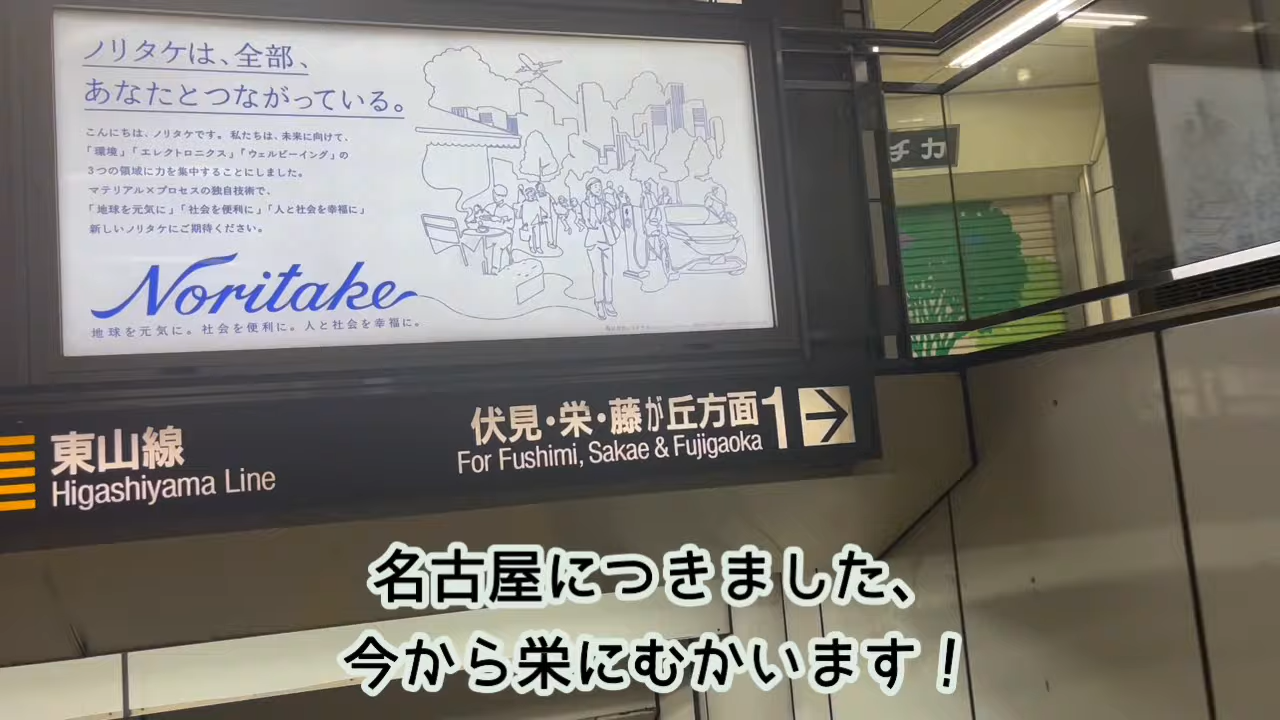 ノリタケは、全部、
あなたとつながっている。
こんにちは、ノリタケです。私たちは、未来に向けて、
「環境」「エレクトロニクス」「ウェルビーイング」の
3つの領域に力を集中することにしました。
マテリアル×プロセスの独自技術で、
「地球を元気に」「社会を便利に」「人と社会を幸福に」
新しいノリタケにご期待ください。
Noritake
地球を元気に。社会を便利に。人と社会を幸福に。
チカ
東山線
Higashiyama Line
伏見・栄・藤が丘方面 1
For Fushimi, Sakae & Fujigaoka
名古屋につきました、
今から栄にむかいます！